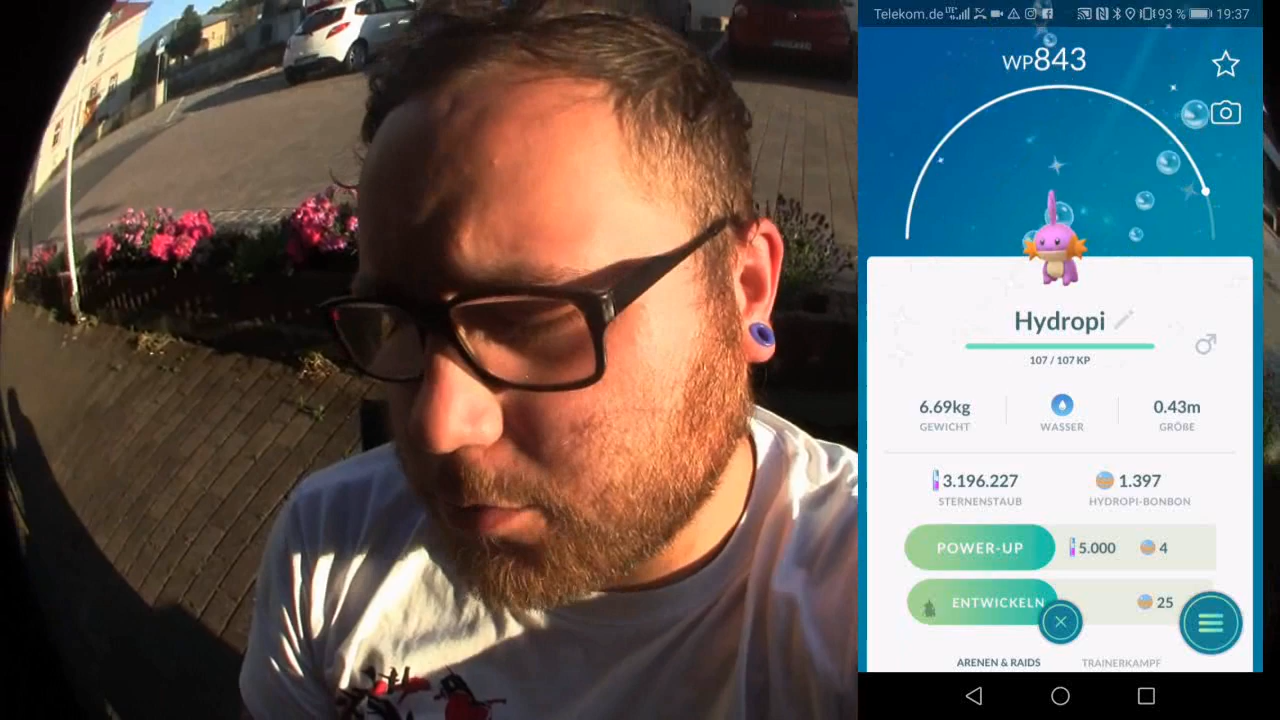 Telekom.de LTE 93 % 19:37
WP843
Hydropi
107 / 107 KP
6.69kg
GEWICHT
WASSER
0.43m
GRÖßE
3.196.227
STERNENSTAUB
1.397
HYDROPI-BONBON
POWER-UP 5.000 4
ENTWICKELN 25
ARENEN & RAIDS TRAINERKAMPF